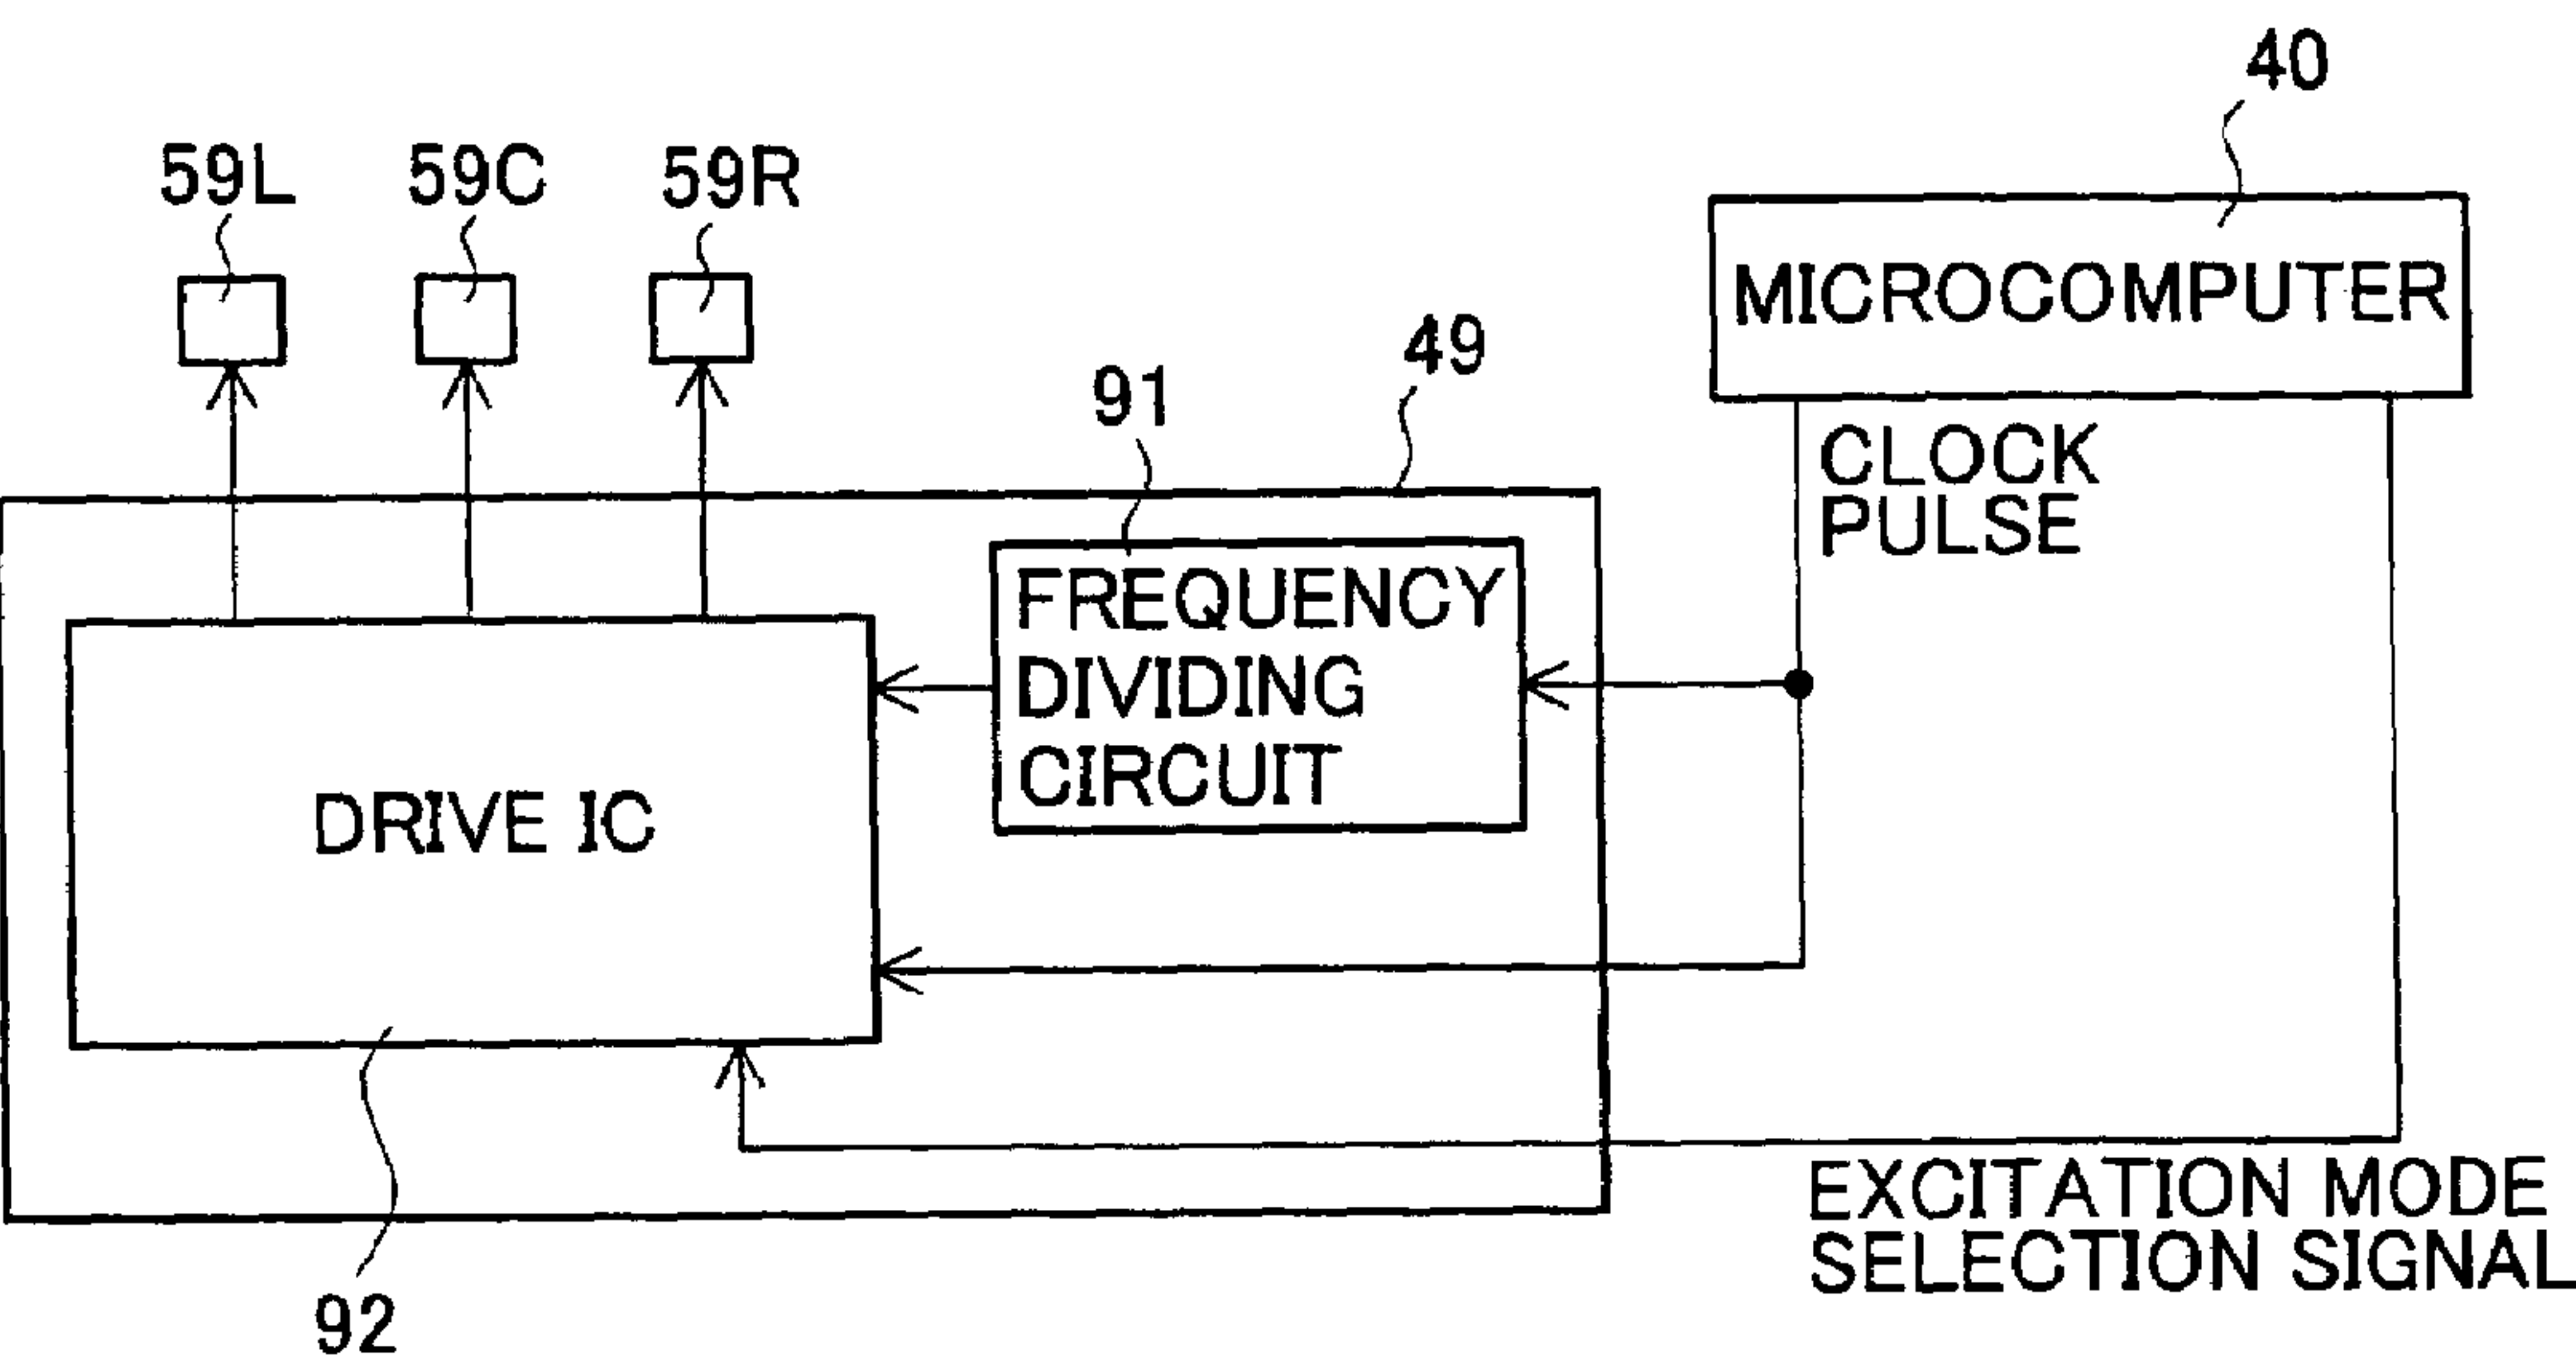 40
59L 59C 59R
MICROCOMPUTER
49
91
CLOCK
PULSE
FREQUENCY
DIVIDING
CIRCUIT
DRIVE IC
EXCITATION MODE
SELECTION SIGNAL
92